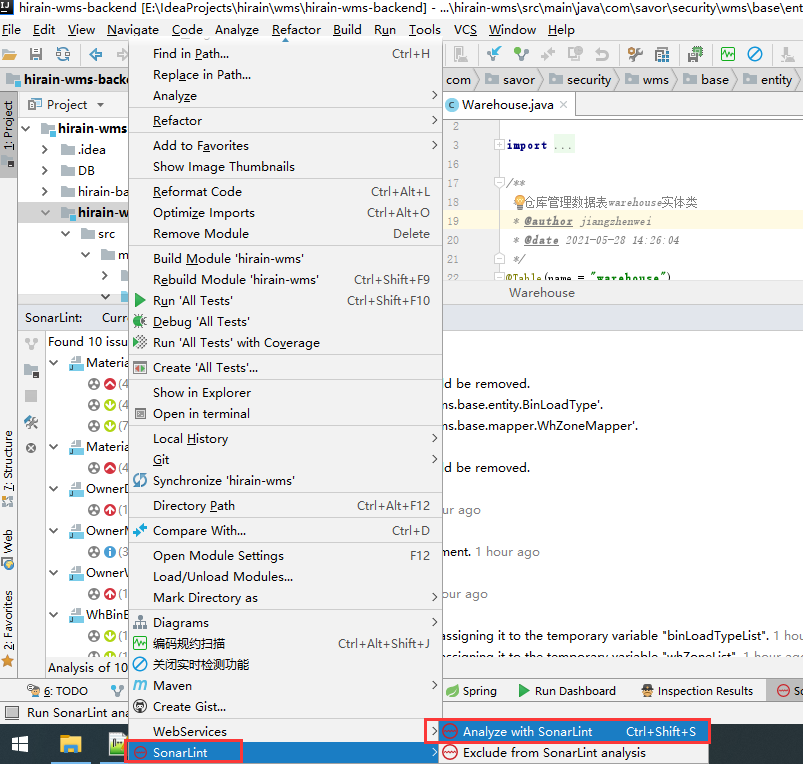 hirain-wms-backend [E:\IdeaProjects\hirain\wms\hirain-wms-backend] - ...\hirain-wms\src\main\java\com\savor\security\wms\base\ent
File Edit View Navigate Code Analyze Refactor Build Run Tools VCS Window Help
hirain-wms-backe
com savor security wms base entity
1: Project
Project
Warehouse.java
hirain-wms
.idea
DB
hirain-ba
hirain-w
src
m
2
3 import ...
16
17 /**
18 仓库管理数据表warehouse实体类
19 * @author jiangzhenwei
20 * @date 2021-05-28 14:26:04
21 */
22 @Table(name = "warehouse")
Warehouse
Find in Path... Ctrl+H
Replace in Path...
Analyze
Refactor
Add to Favorites
Show Image Thumbnails
Reformat Code Ctrl+Alt+L
Optimize Imports Ctrl+Alt+O
Remove Module Delete
Build Module 'hirain-wms'
Rebuild Module 'hirain-wms' Ctrl+Shift+F9
Run 'All Tests' Ctrl+Shift+F10
Debug 'All Tests'
Run 'All Tests' with Coverage
Create 'All Tests'...
Show in Explorer
Open in terminal
Local History
Git
Synchronize 'hirain-wms'
Directory Path Ctrl+Alt+F12
Compare With... Ctrl+D
Open Module Settings F12
Load/Unload Modules...
Mark Directory as
Diagrams
编码规约扫描 Ctrl+Alt+Shift+J
关闭实时检测功能
Maven
Create Gist...
WebServices
SonarLint
Analyze with SonarLint Ctrl+Shift+S
Exclude from SonarLint analysis
SonarLint: Curr
Found 10 issu
Materia
(4
(4
(7
Materia
(4
OwnerD
(1
OwnerM
(3
OwnerW
(1
WhBinE
(1
Analysis of 10
d be removed.
ms.base.entity.BinLoadType'.
ms.base.mapper.WhZoneMapper'.
d be removed.
ur ago
ment. 1 hour ago
our ago
assigning it to the temporary variable "binLoadTypeList". 1 hou
assigning it to the temporary variable "whZoneList". 1 hour ago
7: Structure
Web
2: Favorites
6: TODO
Spring Run Dashboard Inspection Results So
Run SonarLint ana